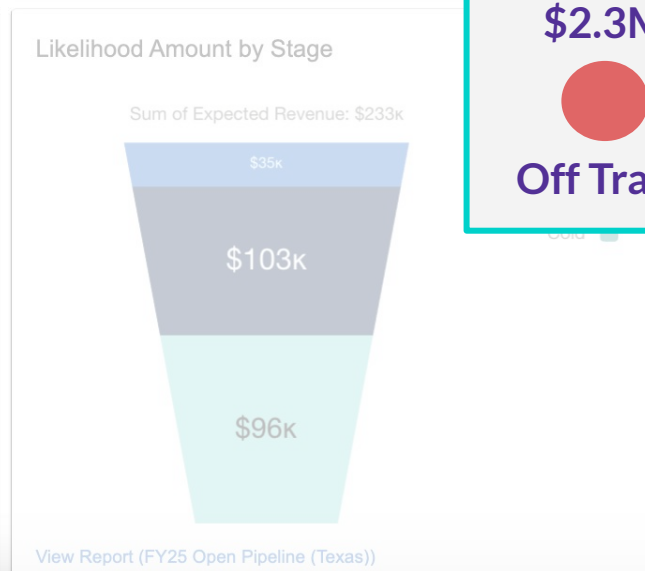 Likelihood Amount by Stage
Sum of Expected Revenue: $233K
$35K
$103K
$96K
View Report (FY25 Open Pipeline (Texas))
$2.3
Off